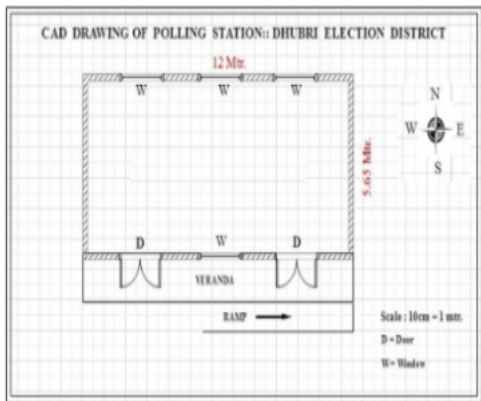 CAD DRAWING OF POLLING STATION:: DHUBRI ELECTION DISTRICT
12 Mtr.
W W W
N
W E
S
5.65 Mtr.
D W D
VERANDA
RAMP
Scale : 10cm = 1 mtr.
D = Door
W= Window